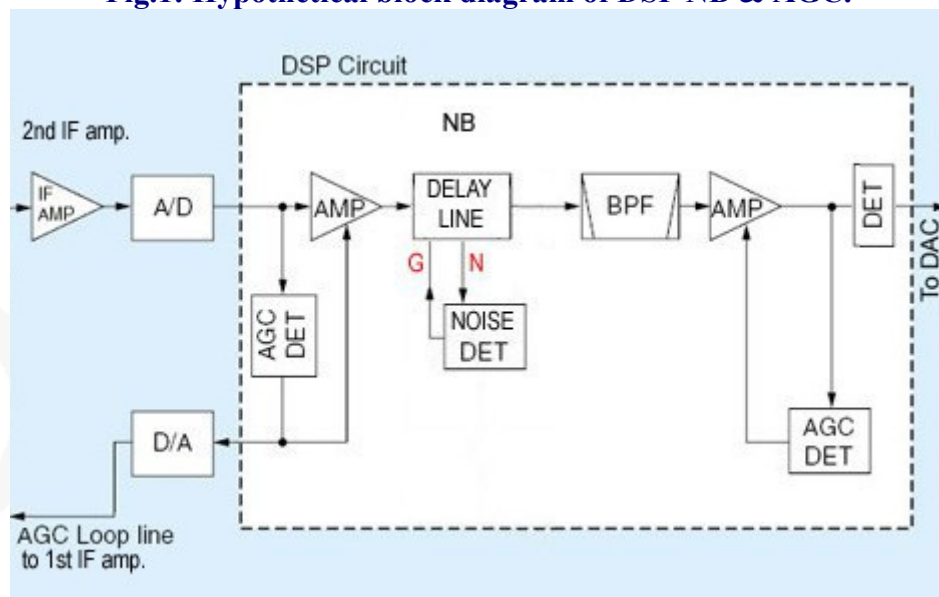 Fig.1: Hypothetical block diagram of DSP NB & AGC.
DSP Circuit
NB
2nd IF amp.
IF
AMP
A/D
AMP
DELAY
LINE
BPF
AMP
DET
To DAC
G
N
AGC
DET
NOISE
DET
D/A
AGC
DET
AGC Loop line
to 1st IF amp.